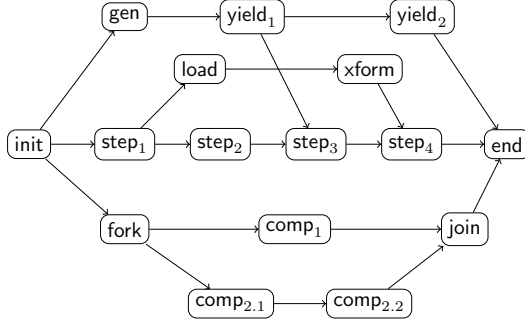 gen yield₁ yield₂
load xform
init step₁ step₂ step₃ step₄ end
fork comp₁ join
comp₂.₁ comp₂.₂